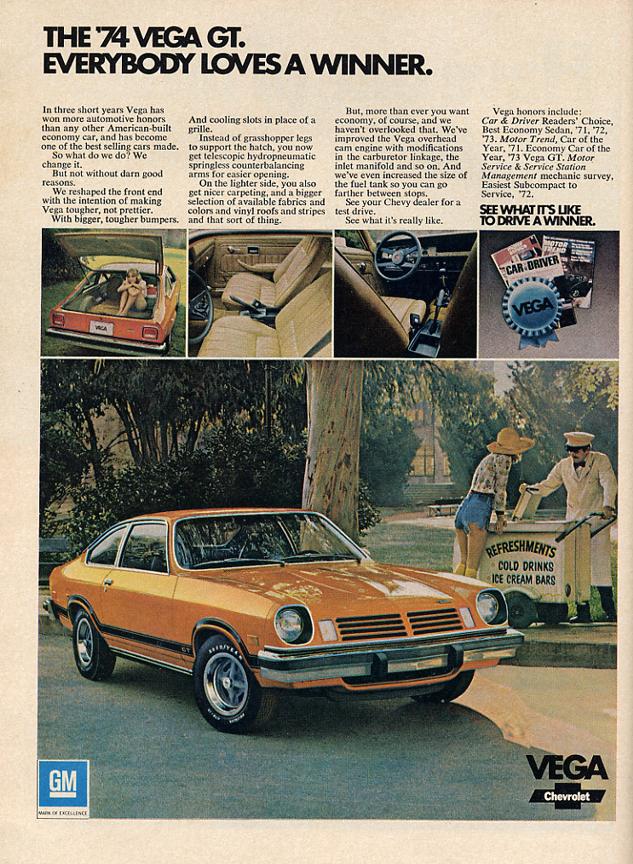 THE '74 VEGA GT.
EVERYBODY LOVES A WINNER.
In three short years Vega has
won more automotive honors
than any other American-built
economy car, and has become
one of the best selling cars made.
So what do we do? We
change it.
But not without darn good
reasons.
We reshaped the front end
with the intention of making
Vega tougher, not prettier.
With bigger, tougher bumpers.
And cooling slots in place of a
grille.
Instead of grasshopper legs
to support the hatch, you now
get telescopic hydropneumatic
springless counterbalancing
arms for easier opening.
On the lighter side, you also
get nicer carpeting, and a bigger
selection of available fabrics and
colors and vinyl roofs and stripes
and that sort of thing.
But, more than ever you want
economy, of course, and we
haven't overlooked that. We've
improved the Vega overhead
cam engine with modifications
in the carburetor linkage, the
inlet manifold and so on. And
we've even increased the size of
the fuel tank so you can go
farther between stops.
See your Chevy dealer for a
test drive.
See what it's really like.
Vega honors include:
Car & Driver Readers' Choice,
Best Economy Sedan, '71, '72,
'73. Motor Trend, Car of the
Year, '71. Economy Car of the
Year, '73 Vega GT. Motor
Service & Service Station
Management mechanic survey,
Easiest Subcompact to
Service, '72.
SEE WHAT IT'S LIKE
TO DRIVE A WINNER.
VEGA
CAR and DRIVER
MOTOR TREND
VEGA
REFRESHMENTS
COLD DRINKS
ICE CREAM BARS
GT
GOODYEAR
GM
MARK OF EXCELLENCE
VEGA
Chevrolet